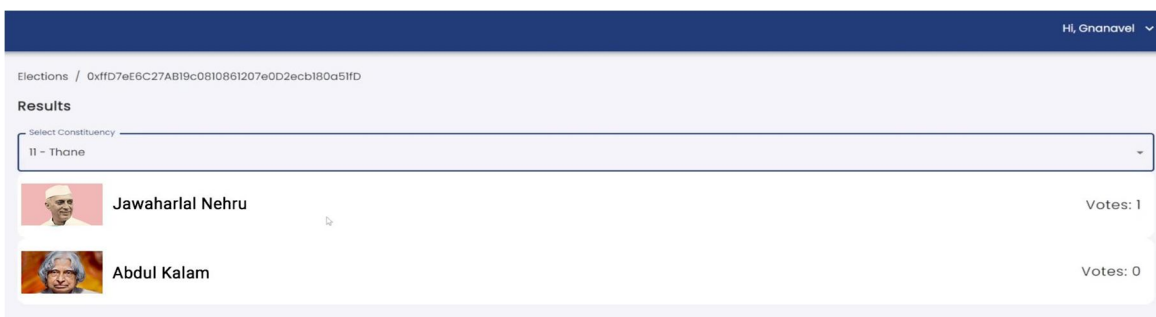 Hi, Gnanavel
Elections / 0xffD7eE6C27AB19c0810861207e0D2ecb180a51fD
Results
Select Constituency
11 - Thane
Jawaharlal Nehru Votes: 1
Abdul Kalam Votes: 0